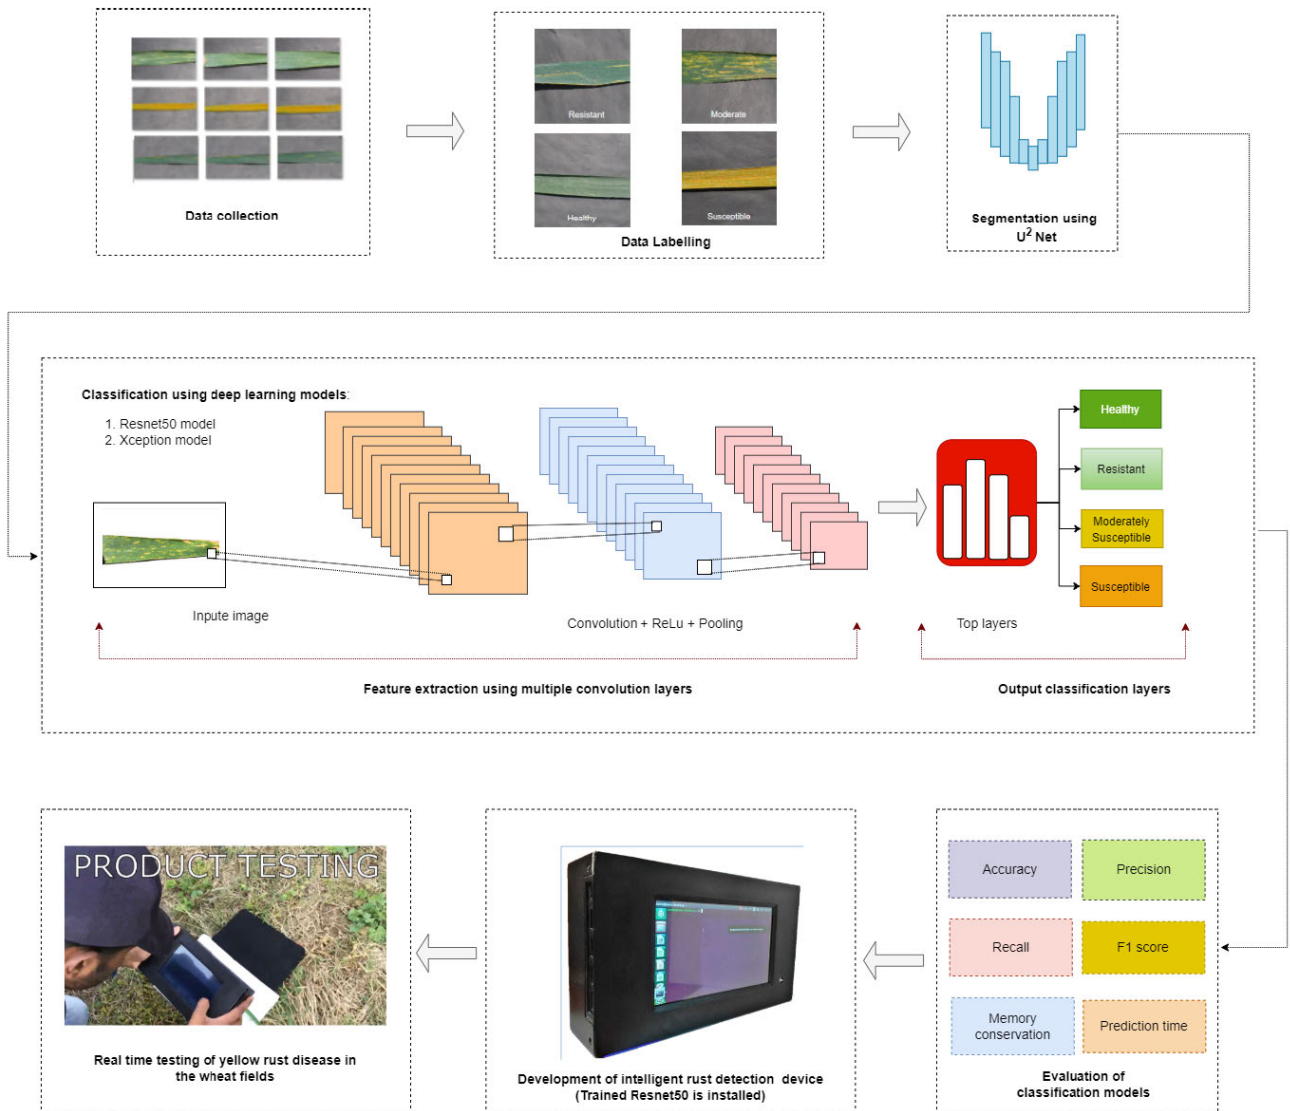 Resistant
Moderate
Healthy
Susceptible
Data collection
Data Labelling
Segmentation using
U2 Net
Classification using deep learning models:
1. Resnet50 model
2. Xception model
Inpute image
Convolution + ReLu + Pooling
Feature extraction using multiple convolution layers
Healthy
Resistant
Moderately
Susceptible
Susceptible
Top layers
Output classification layers
PRODUCT TESTING
Real time testing of yellow rust disease in
the wheat fields
Development of intelligent rust detection device
(Trained Resnet50 is installed)
Accuracy
Precision
Recall
F1 score
Memory
conservation
Prediction time
Evaluation of
classification models